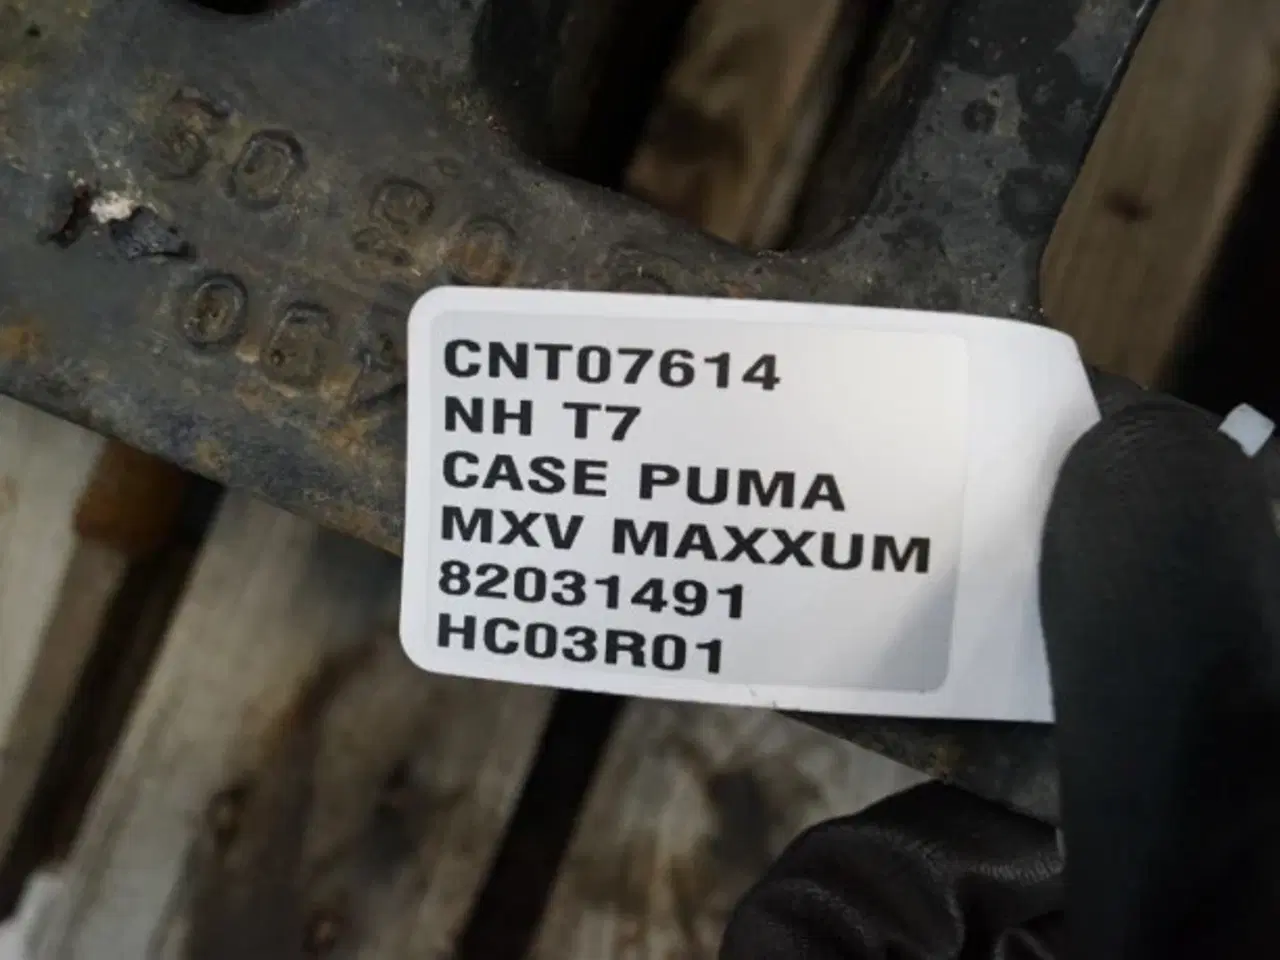 CNT07614
NH T7
CASE PUMA
MXV MAXXUM
82031491
HC03R01